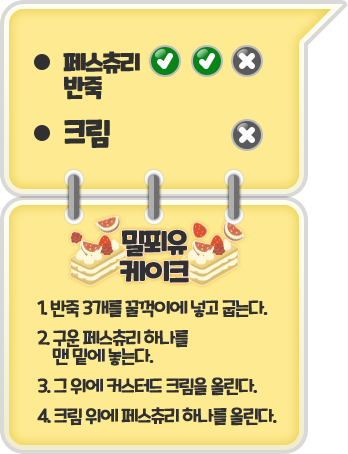 페스츄리
반죽
크림
밀푀유
케이크
1. 반죽 3개를 꿀꺽이에 넣고 굽는다.
2. 구운 페스츄리 하나를
맨 밑에 놓는다.
3. 그 위에 커스터드 크림을 올린다.
4. 크림 위에 페스츄리 하나를 올린다.